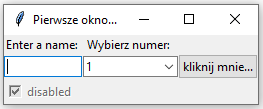 Pierwsze okno...
Enter a name: Wybierz numer:
1 kliknij mnie...
disabled